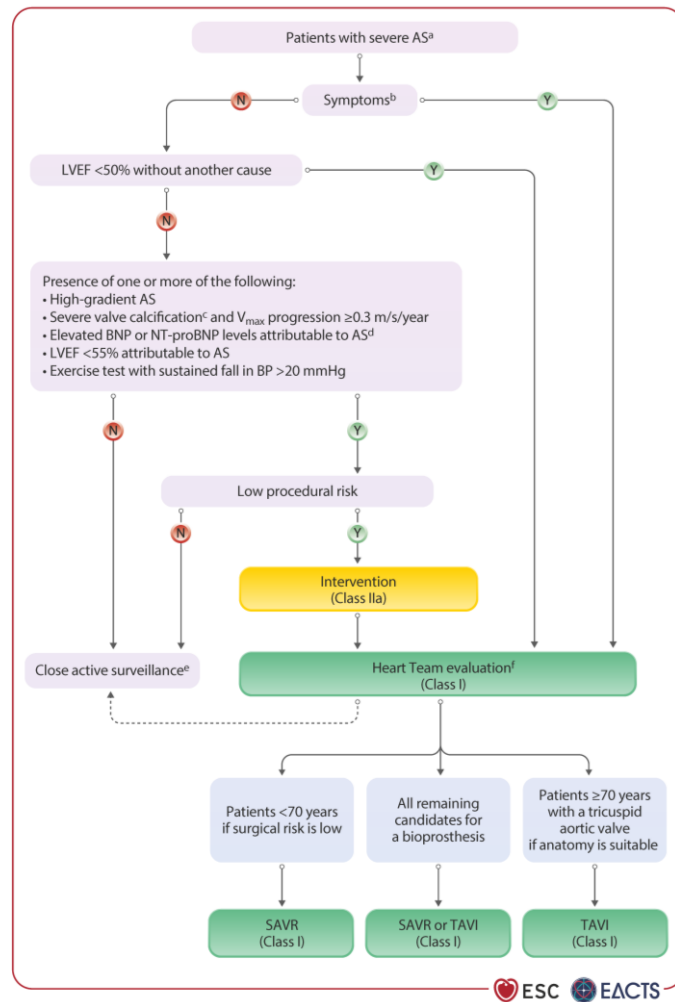 Patients with severe ASᵃ
Symptomsᵇ
N
Y
LVEF <50% without another cause
Y
N
Presence of one or more of the following:
• High-gradient AS
• Severe valve calcificationᶜ and Vmax progression ≥0.3 m/s/year
• Elevated BNP or NT-proBNP levels attributable to ASᵈ
• LVEF <55% attributable to AS
• Exercise test with sustained fall in BP >20 mmHg
N
Y
Low procedural risk
N
Y
Intervention
(Class IIa)
Close active surveillanceᵉ
Heart Team evaluationᶠ
(Class I)
Patients <70 years
if surgical risk is low
All remaining
candidates for
a bioprosthesis
Patients ≥70 years
with a tricuspid
aortic valve
if anatomy is suitable
SAVR
(Class I)
SAVR or TAVI
(Class I)
TAVI
(Class I)
ESC EACTS